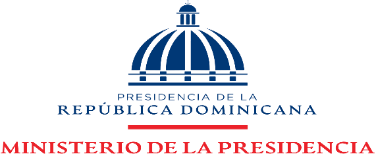 PRESIDENCIA DE LA
REPÚBLICA DOMINICANA
MINISTERIO DE LA PRESIDENCIA